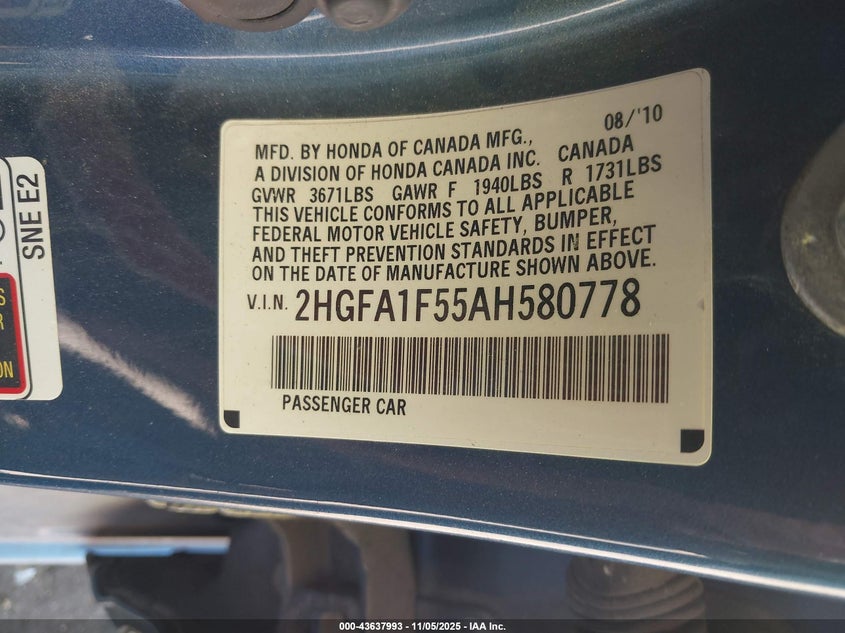 08/'10
MFD. BY HONDA OF CANADA MFG.,
A DIVISION OF HONDA CANADA INC. CANADA
GVWR 3671LBS GAWR F 1940LBS R 1731LBS
THIS VEHICLE CONFORMS TO ALL APPLICABLE
FEDERAL MOTOR VEHICLE SAFETY, BUMPER,
AND THEFT PREVENTION STANDARDS IN EFFECT
ON THE DATE OF MANUFACTURE SHOWN ABOVE.
V.I.N. 2HGFA1F55AH580778
PASSENGER CAR
SNE E2
000-43637993 | 11/05/2025 - IAA Inc.